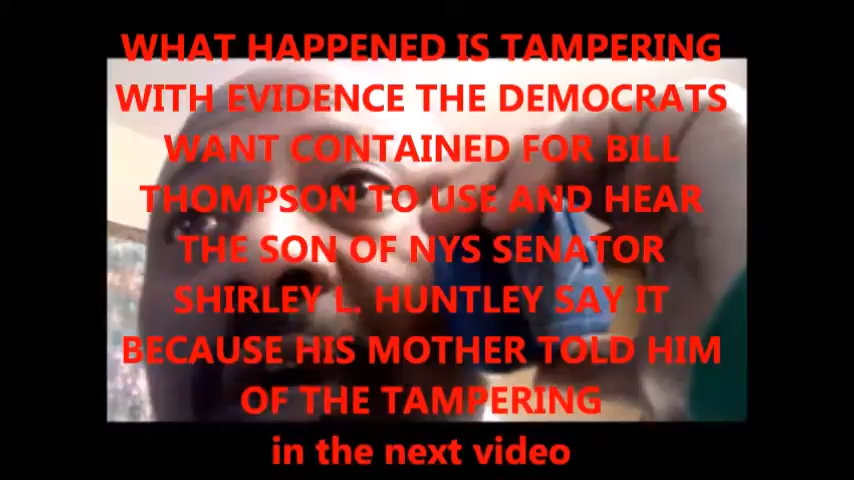 WHAT HAPPENED IS TAMPERING
WITH EVIDENCE THE DEMOCRATS
WANT CONTAINED FOR BILL
THOMPSON TO USE AND HEAR
THE SON OF NYS SENATOR
SHIRLEY L. HUNTLEY SAY IT
BECAUSE HIS MOTHER TOLD HIM
OF THE TAMPERING
in the next video